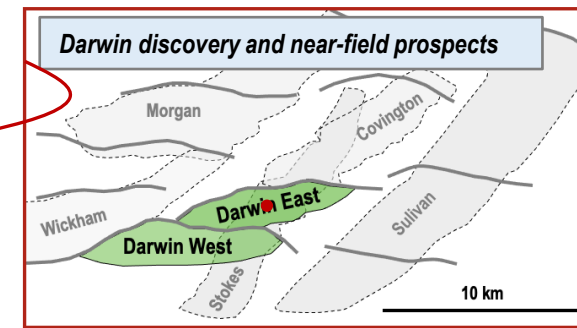 Darwin discovery and near-field prospects
Morgan
Covington
Darwin East
Wickham
Sulivan
Darwin West
Stokes
10 km